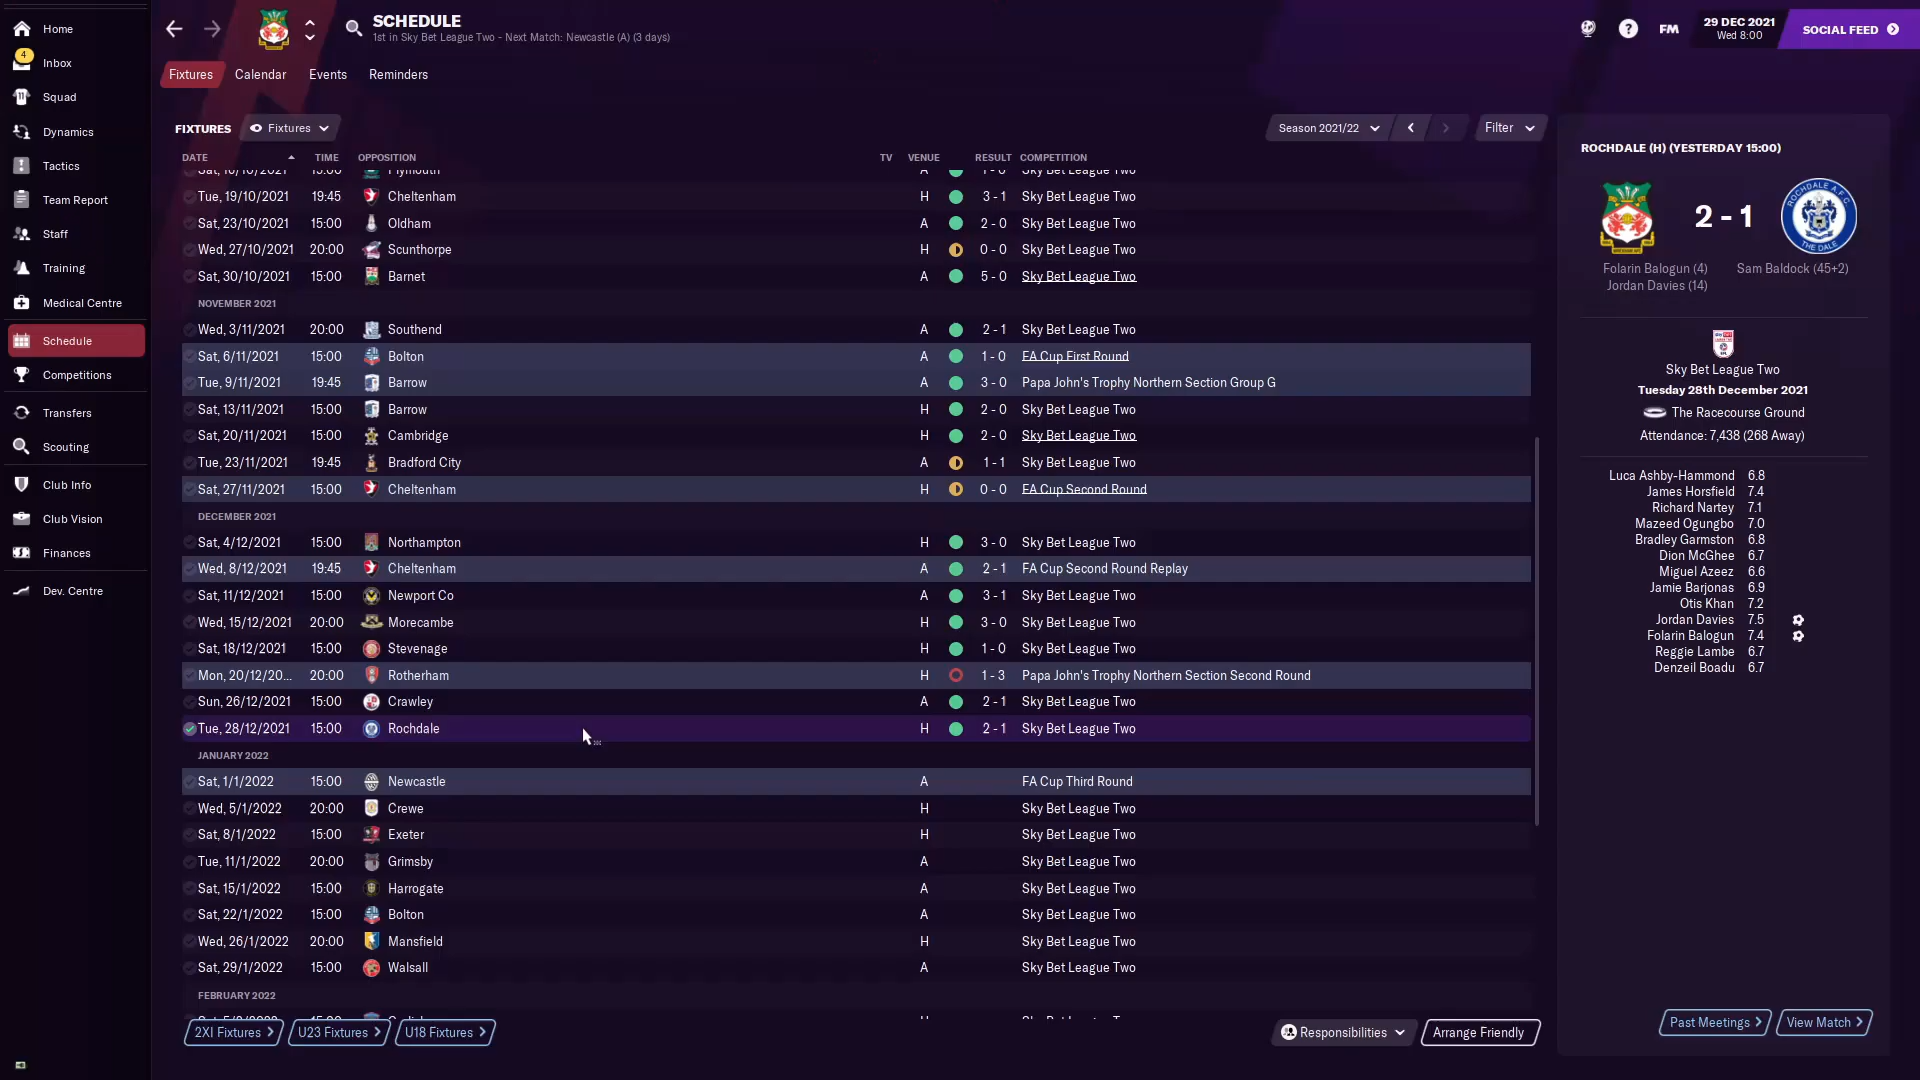 Home
4
Inbox
Squad
Dynamics
Tactics
Team Report
Staff
Training
Medical Centre
Schedule
Competitions
Transfers
Scouting
Club Info
Club Vision
Finances
Dev. Centre
SCHEDULE
1st in Sky Bet League Two - Next Match: Newcastle (A) (3 days)
FM
29 DEC 2021
Wed 8:00
SOCIAL FEED
Fixtures Calendar Events Reminders
FIXTURES Fixtures Season 2021/22 Filter
DATE TIME OPPOSITION TV VENUE RESULT COMPETITION
Plymouth A Sky Bet League Two
Tue, 19/10/2021 19:45 Cheltenham H 3 - 1 Sky Bet League Two
Sat, 23/10/2021 15:00 Oldham A 2 - 0 Sky Bet League Two
Wed, 27/10/2021 20:00 Scunthorpe H 0 - 0 Sky Bet League Two
Sat, 30/10/2021 15:00 Barnet A 5 - 0 Sky Bet League Two
NOVEMBER 2021
Wed, 3/11/2021 20:00 Southend A 2 - 1 Sky Bet League Two
Sat, 6/11/2021 15:00 Bolton A 1 - 0 FA Cup First Round
Tue, 9/11/2021 19:45 Barrow A 3 - 0 Papa John's Trophy Northern Section Group G
Sat, 13/11/2021 15:00 Barrow H 2 - 0 Sky Bet League Two
Sat, 20/11/2021 15:00 Cambridge H 2 - 0 Sky Bet League Two
Tue, 23/11/2021 19:45 Bradford City A 1 - 1 Sky Bet League Two
Sat, 27/11/2021 15:00 Cheltenham H 0 - 0 FA Cup Second Round
DECEMBER 2021
Sat, 4/12/2021 15:00 Northampton H 3 - 0 Sky Bet League Two
Wed, 8/12/2021 19:45 Cheltenham A 2 - 1 FA Cup Second Round Replay
Sat, 11/12/2021 15:00 Newport Co A 3 - 1 Sky Bet League Two
Wed, 15/12/2021 20:00 Morecambe H 3 - 0 Sky Bet League Two
Sat, 18/12/2021 15:00 Stevenage H 1 - 0 Sky Bet League Two
Mon, 20/12/20... 20:00 Rotherham H 1 - 3 Papa John's Trophy Northern Section Second Round
Sun, 26/12/2021 15:00 Crawley A 2 - 1 Sky Bet League Two
Tue, 28/12/2021 15:00 Rochdale H 2 - 1 Sky Bet League Two
JANUARY 2022
Sat, 1/1/2022 15:00 Newcastle A FA Cup Third Round
Wed, 5/1/2022 20:00 Crewe H Sky Bet League Two
Sat, 8/1/2022 15:00 Exeter H Sky Bet League Two
Tue, 11/1/2022 20:00 Grimsby A Sky Bet League Two
Sat, 15/1/2022 15:00 Harrogate A Sky Bet League Two
Sat, 22/1/2022 15:00 Bolton A Sky Bet League Two
Wed, 26/1/2022 20:00 Mansfield H Sky Bet League Two
Sat, 29/1/2022 15:00 Walsall A Sky Bet League Two
FEBRUARY 2022
2XI Fixtures U23 Fixtures U18 Fixtures Responsibilities Arrange Friendly
ROCHDALE (H) (YESTERDAY 15:00)
2 - 1
ROCHDALE A.F.C.
THE DALE
Folarin Balogun (4) Sam Baldock (45+2)
Jordan Davies (14)
Sky Bet League Two
Tuesday 28th December 2021
The Racecourse Ground
Attendance: 7,438 (268 Away)
Luca Ashby-Hammond 6.8
James Horsfield 7.4
Richard Nartey 7.1
Mazeed Ogungbo 7.0
Bradley Garmston 6.8
Dion McGhee 6.7
Miguel Azeez 6.6
Jamie Barjonas 6.9
Otis Khan 7.2
Jordan Davies 7.5
Folarin Balogun 7.4
Reggie Lambe 6.7
Denzeil Boadu 6.7
Past Meetings View Match